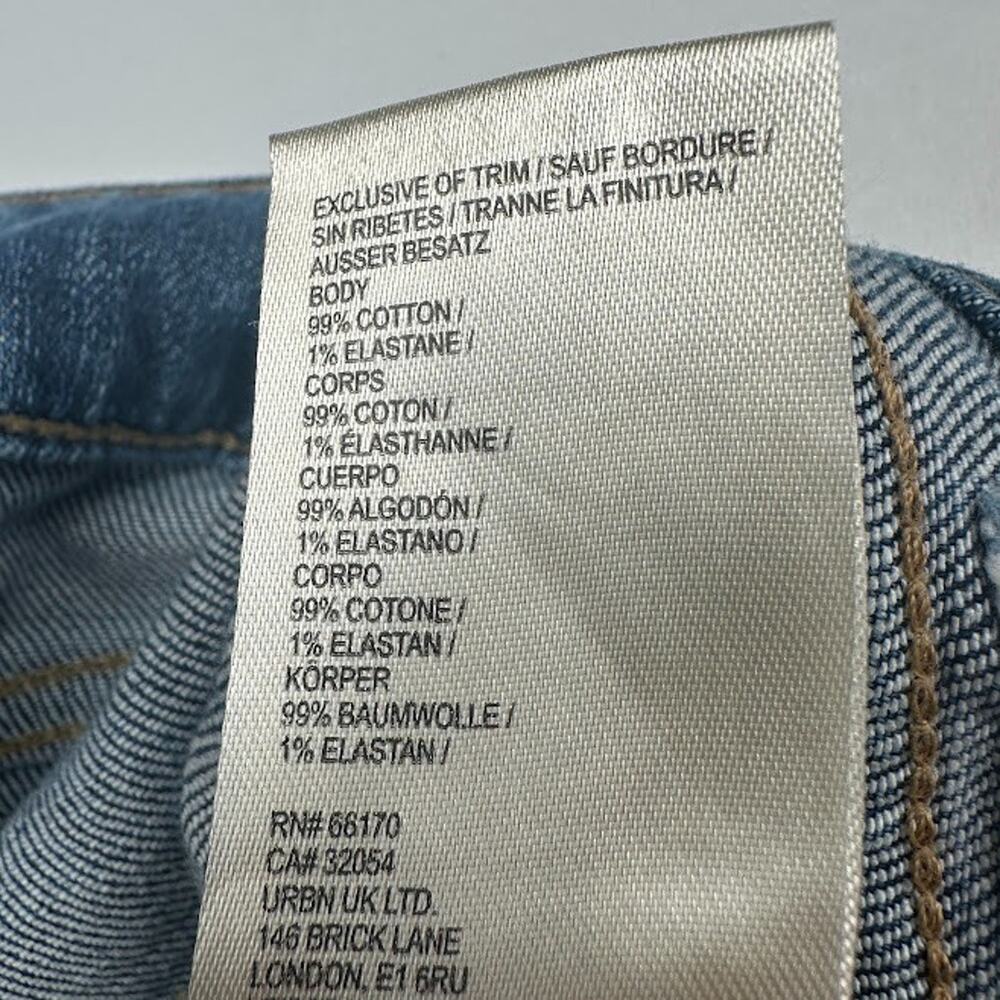 EXCLUSIVE OF TRIM / SAUF BORDURE /
SIN RIBETES / TRANNE LA FINITURA /
AUSSER BESATZ
BODY
99% COTTON /
1% ELASTANE /
CORPS
99% COTON /
1% ÉLASTHANNE /
CUERPO
99% ALGODÓN /
1% ELASTANO /
CORPO
99% COTONE /
1% ELASTAN /
KÖRPER
99% BAUMWOLLE /
1% ELASTAN /
RN# 66170
CA# 32054
URBN UK LTD.
146 BRICK LANE
LONDON, E1 6RU